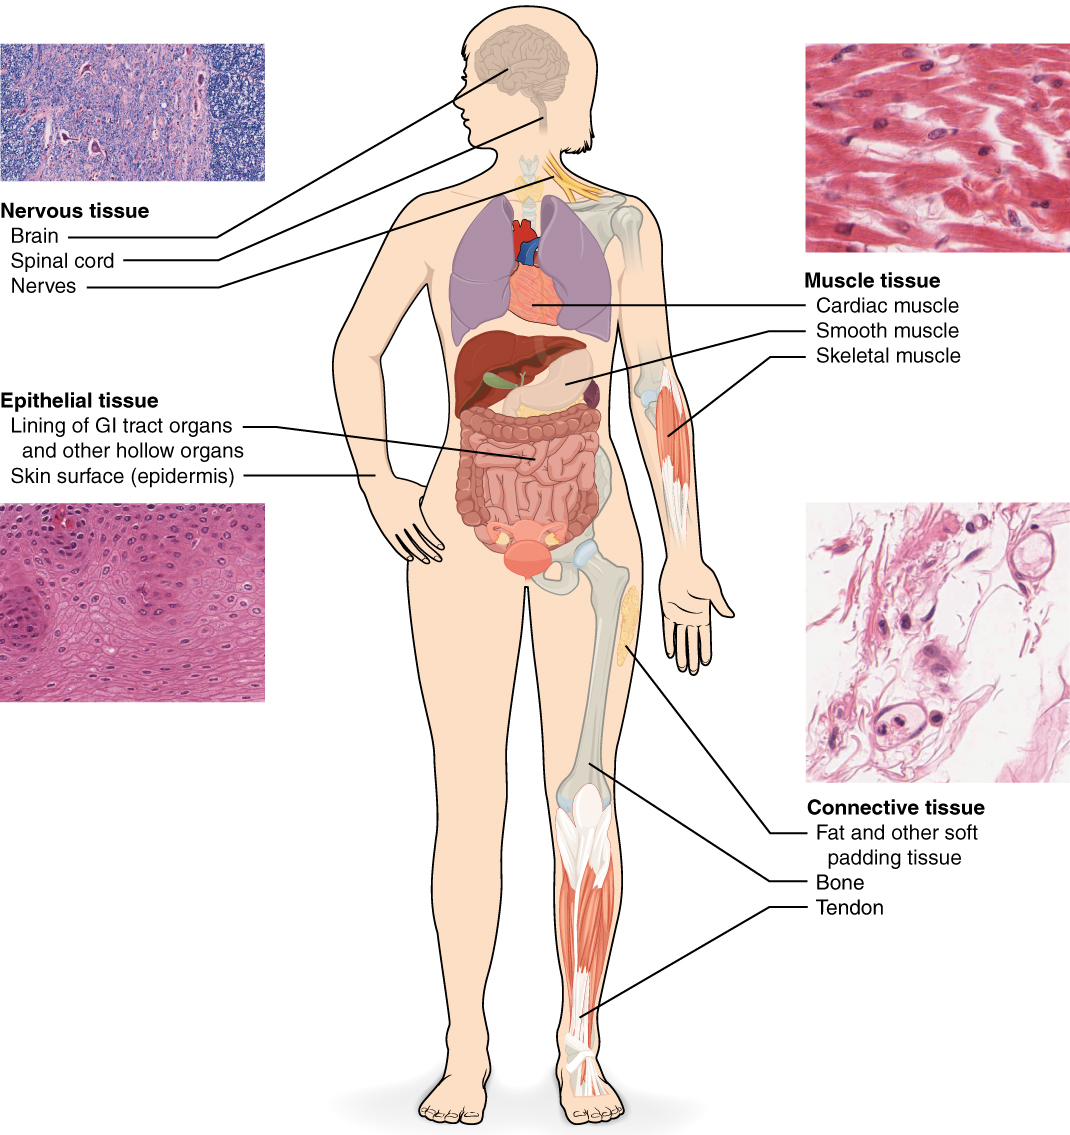 Nervous tissue
Brain
Spinal cord
Nerves
Epithelial tissue
Lining of GI tract organs
and other hollow organs
Skin surface (epidermis)
Muscle tissue
Cardiac muscle
Smooth muscle
Skeletal muscle
Connective tissue
Fat and other soft
padding tissue
Bone
Tendon